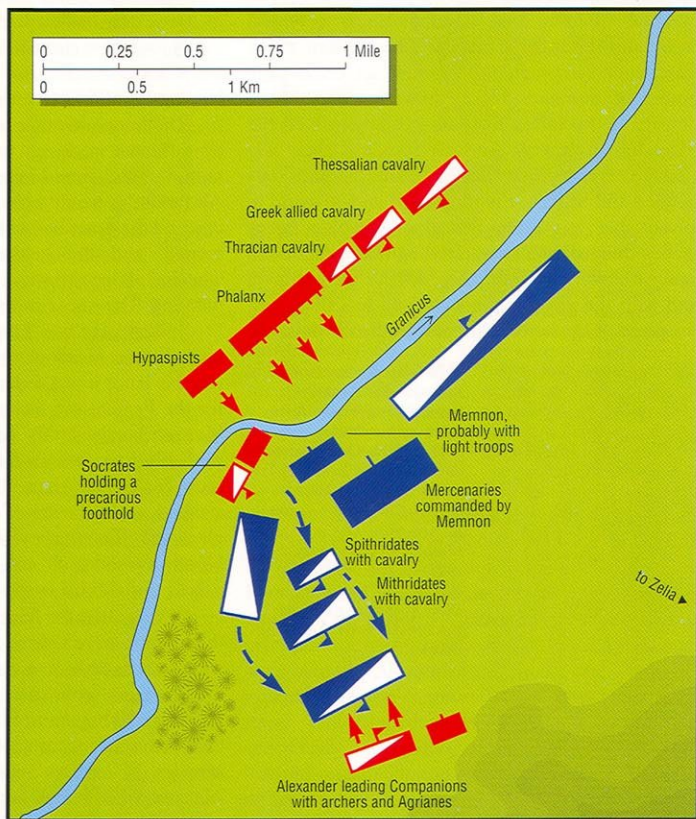 0 0.25 0.5 0.75 1 Mile
0 0.5 1 Km
Thessalian cavalry
Greek allied cavalry
Thracian cavalry
Phalanx
Granicus
Hypaspists
Memnon,
probably with
light troops
Socrates
holding a
precarious
foothold
Mercenaries
commanded by
Memnon
Spithridates
with cavalry
Mithridates
with cavalry
to Zelia
Alexander leading Companions
with archers and Agrianes